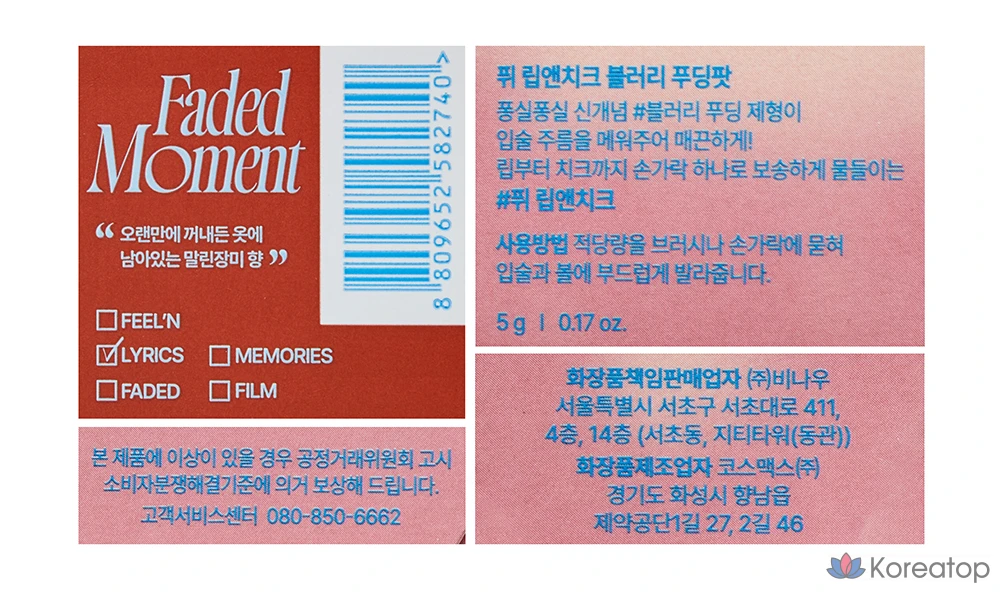 Faded
Moment
“ 오랜만에 꺼내든 옷에
남아있는 말린장미 향 ”
FEEL'N
LYRICS MEMORIES
FADED FILM
8 809652 582740 >
본 제품에 이상이 있을 경우 공정거래위원회 고시
소비자분쟁해결기준에 의거 보상해 드립니다.
고객서비스센터 080-850-6662
퓌 립앤치크 블러리 푸딩팟
퐁실퐁실 신개념 #블러리 푸딩 제형이
입술 주름을 메워주어 매끈하게!
립부터 치크까지 손가락 하나로 보송하게 물들이는
#퓌 립앤치크
사용방법 적당량을 브러시나 손가락에 묻혀
입술과 볼에 부드럽게 발라줍니다.
5 g | 0.17 oz.
화장품책임판매업자 ㈜비나우
서울특별시 서초구 서초대로 411,
4층, 14층 (서초동, 지티타워(동관))
화장품제조업자 코스맥스㈜
경기도 화성시 향남읍
제약공단1길 27, 2길 46
Koreatop